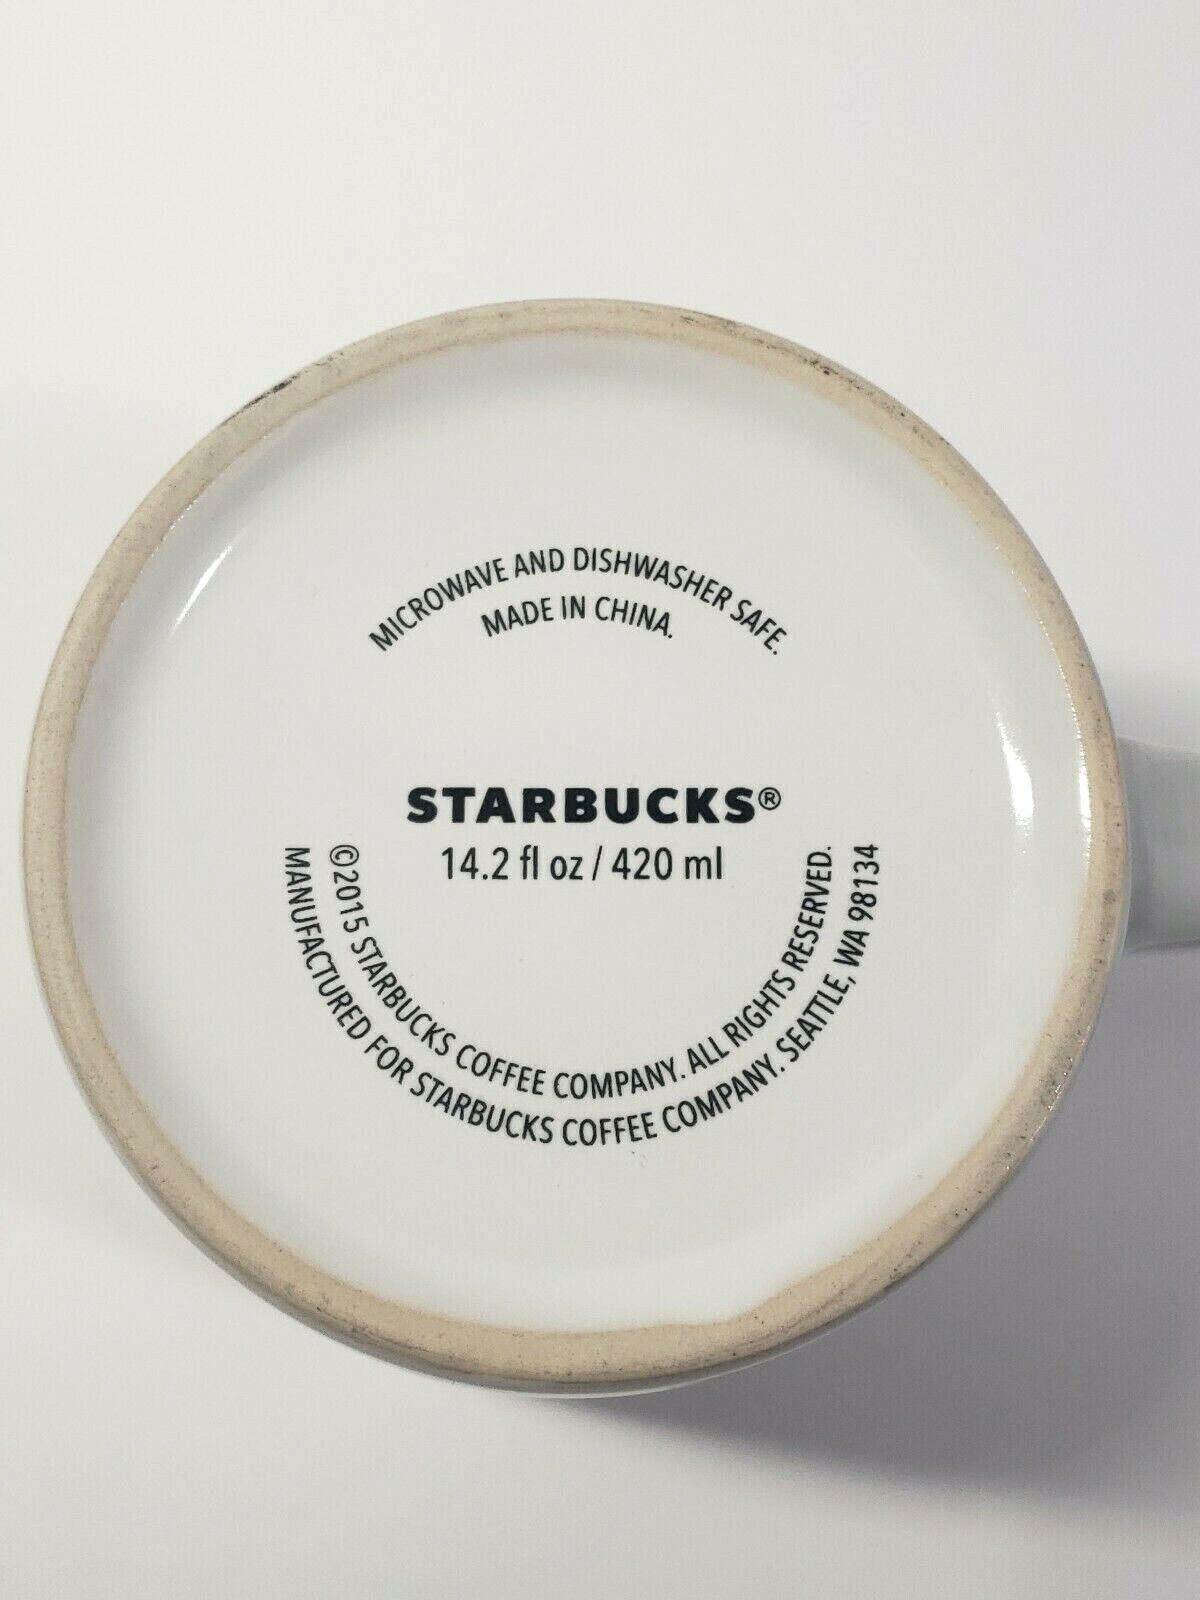 MICROWAVE AND DISHWASHER SAFE.
MADE IN CHINA.
STARBUCKS®
14.2 fl oz / 420 ml
©2015 STARBUCKS COFFEE COMPANY. ALL RIGHTS RESERVED.
MANUFACTURED FOR STARBUCKS COFFEE COMPANY. SEATTLE, WA 98134